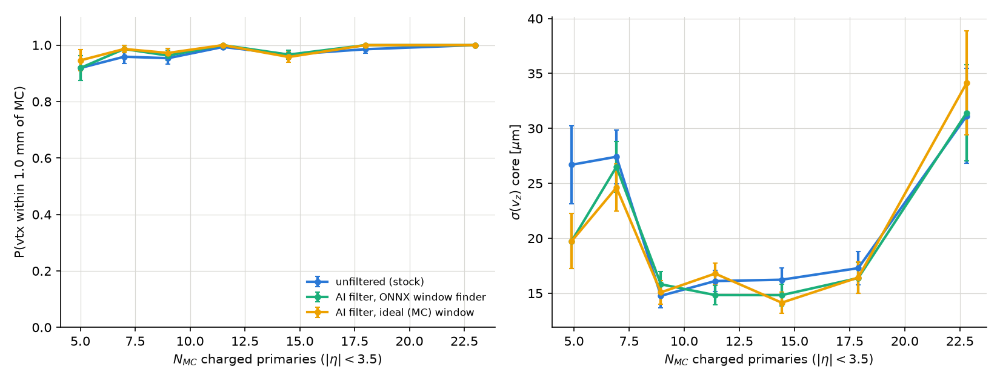 1.0
0.8
0.6
0.4
0.2
0.0
P(vtx within 1.0 mm of MC)
unfiltered (stock)
AI filter, ONNX window finder
AI filter, ideal (MC) window
5.0 7.5 10.0 12.5 15.0 17.5 20.0 22.5
N_{MC} charged primaries (|η| < 3.5)
40
35
30
25
20
15
σ(v_z) core [μm]
5.0 7.5 10.0 12.5 15.0 17.5 20.0 22.5
N_{MC} charged primaries (|η| < 3.5)